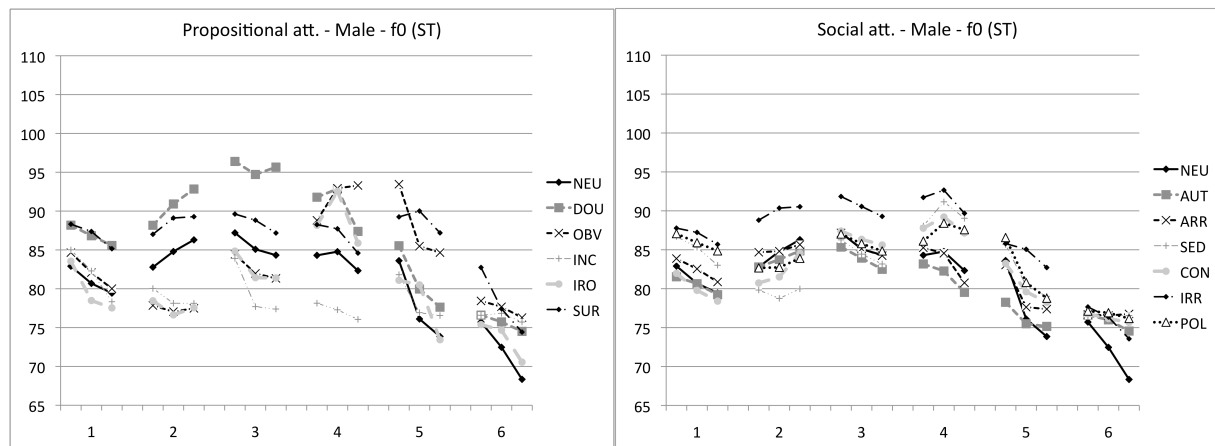 Propositional att. - Male - f0 (ST)
110
105
100
95
90
85
80
75
70
65
1 2 3 4 5 6
NEU
DOU
OBV
INC
IRO
SUR
Social att. - Male - f0 (ST)
110
105
100
95
90
85
80
75
70
65
1 2 3 4 5 6
NEU
AUT
ARR
SED
CON
IRR
POL